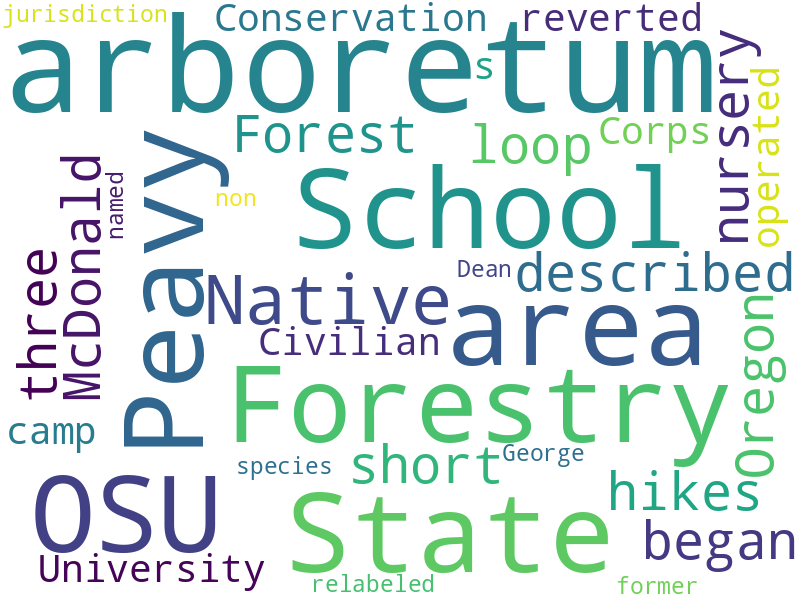 jurisdiction
Conservation
reverted
arboretum
s
nursery
operated
Forest
loop
Corps
Peavy
McDonald
named
non
School
three
Native
Dean
described
area
Civilian
Oregon
Forestry
camp
short
George
species
OSU
State
hikes
began
University
relabeled
former